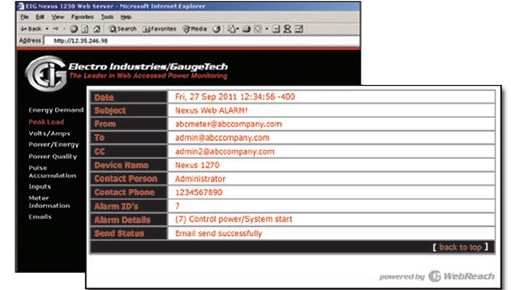 EIG Nexus 1250 Web Server - Microsoft Internet Explorer
File Edit View Favorites Tools Help
Back Search Favorites Media
Address http://12.35.246.98
Electro Industries/GaugeTech
The Leader in Web Accessed Power Monitoring
Energy Demand
Peak Load
Volts/Amps
Power/Energy
Power Quality
Pulse
Accumulation
Inputs
Meter
Information
Emails
Date Fri, 27 Sep 2011 12:34:56 -400
Subject Nexus Web ALARM!
From abcmeter@abccompany.com
To admin@abccompany.com
CC admin2@abccompany.com
Device Name Nexus 1270
Contact Person Administrator
Contact Phone 1234567890
Alarm ID's 7
Alarm Details (7) Control power/System start
Send Status Email send successfully
[ back to top ]
powered by WebReach